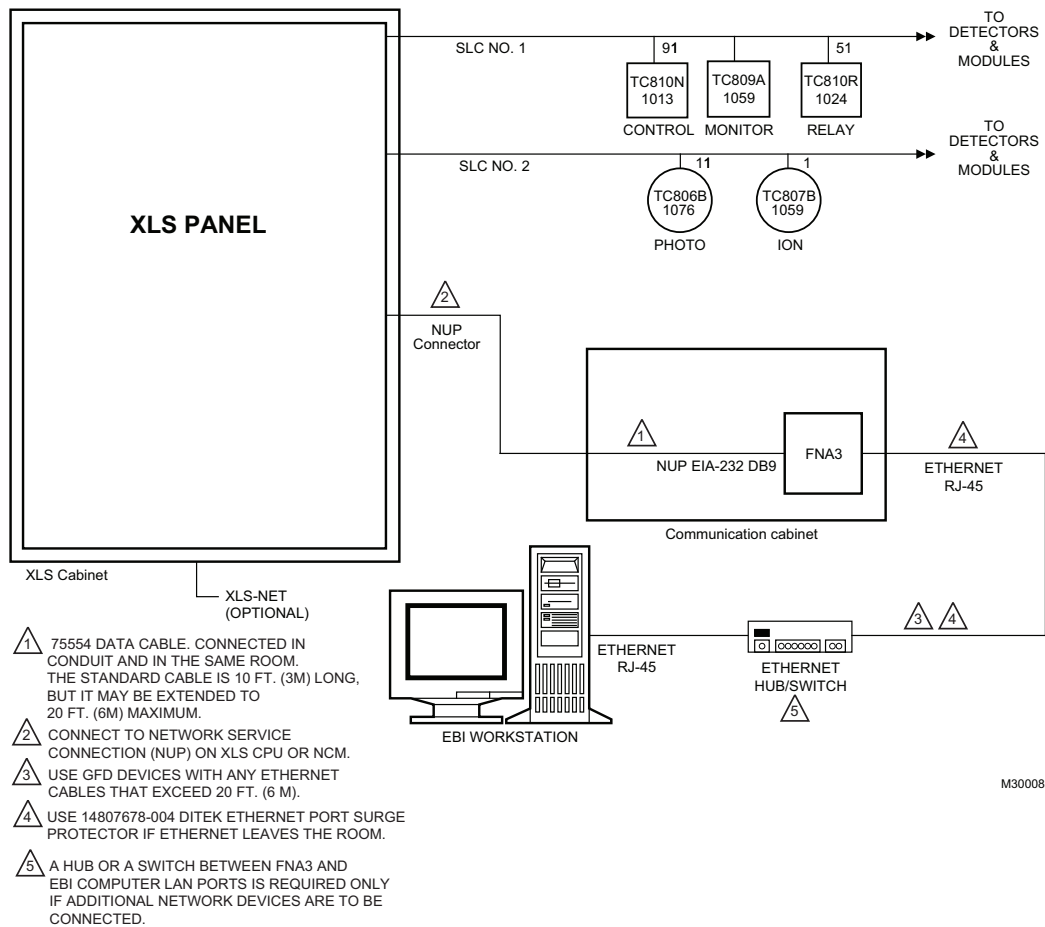 TO
DETECTORS
&
MODULES
SLC NO. 1
91
51
TC810N
1013
TC809A
1059
TC810R
1024
CONTROL
MONITOR
RELAY
TO
DETECTORS
&
MODULES
SLC NO. 2
11
1
TC806B
1076
TC807B
1059
PHOTO
ION
XLS PANEL
2
NUP
Connector
1
NUP EIA-232 DB9
FNA3
4
ETHERNET
RJ-45
Communication cabinet
XLS Cabinet
XLS-NET
(OPTIONAL)
ETHERNET
RJ-45
3
4
ETHERNET
HUB/SWITCH
5
EBI WORKSTATION
1 75554 DATA CABLE. CONNECTED IN
CONDUIT AND IN THE SAME ROOM.
THE STANDARD CABLE IS 10 FT. (3M) LONG,
BUT IT MAY BE EXTENDED TO
20 FT. (6M) MAXIMUM.
2 CONNECT TO NETWORK SERVICE
CONNECTION (NUP) ON XLS CPU OR NCM.
3 USE GFD DEVICES WITH ANY ETHERNET
CABLES THAT EXCEED 20 FT. (6 M).
4 USE 14807678-004 DITEK ETHERNET PORT SURGE
PROTECTOR IF ETHERNET LEAVES THE ROOM.
5 A HUB OR A SWITCH BETWEEN FNA3 AND
EBI COMPUTER LAN PORTS IS REQUIRED ONLY
IF ADDITIONAL NETWORK DEVICES ARE TO BE
CONNECTED.
M30008